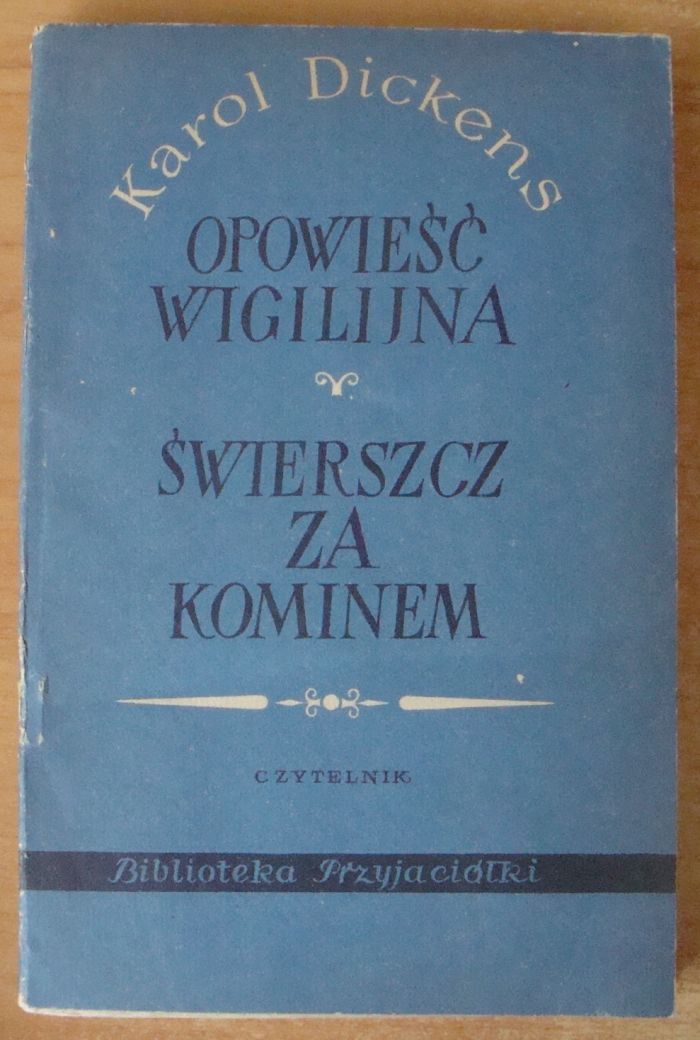 Karol Dickens
OPOWIEŚĆ
WIGILIJNA
ŚWIERSZCZ
ZA
KOMINEM
CZYTELNIK
Biblioteka Przyjaciółki